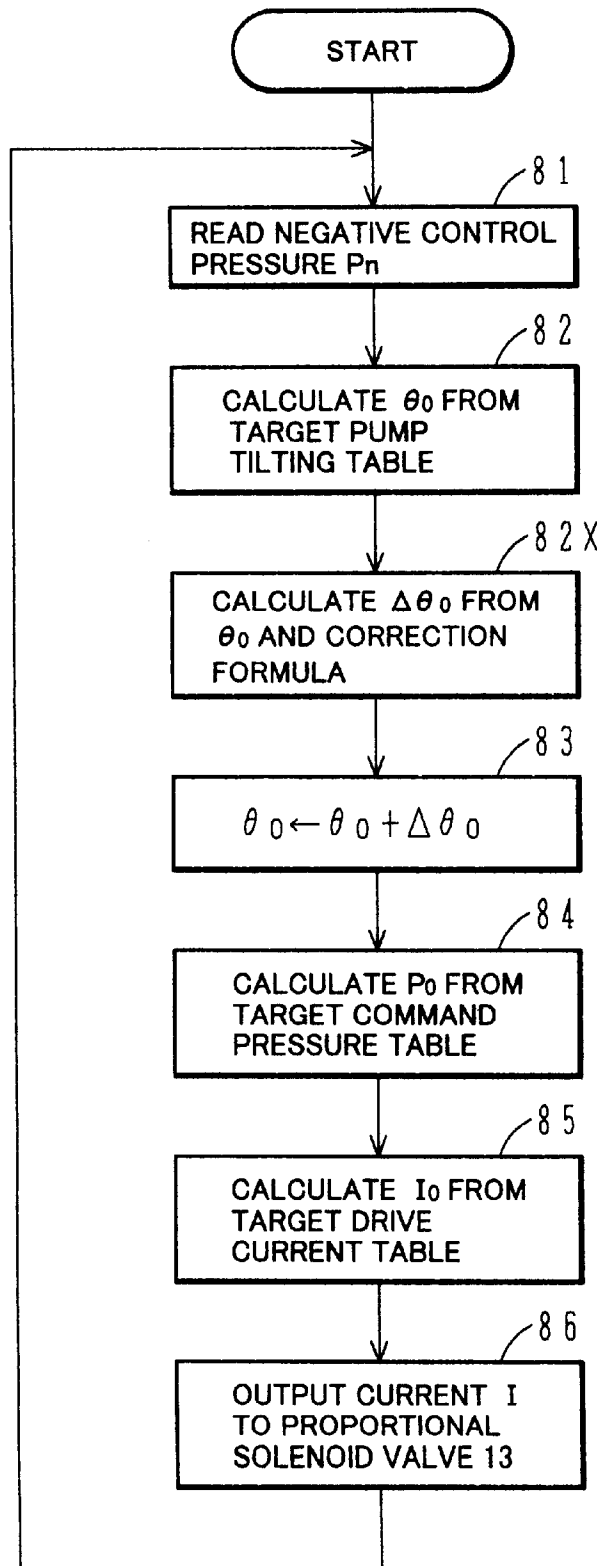 START
81
READ NEGATIVE CONTROL
PRESSURE Pn
82
CALCULATE θ0 FROM
TARGET PUMP
TILTING TABLE
82X
CALCULATE Δθ0 FROM
θ0 AND CORRECTION
FORMULA
83
θ0←θ0+Δθ0
84
CALCULATE P0 FROM
TARGET COMMAND
PRESSURE TABLE
85
CALCULATE I0 FROM
TARGET DRIVE
CURRENT TABLE
86
OUTPUT CURRENT I
TO PROPORTIONAL
SOLENOID VALVE 13